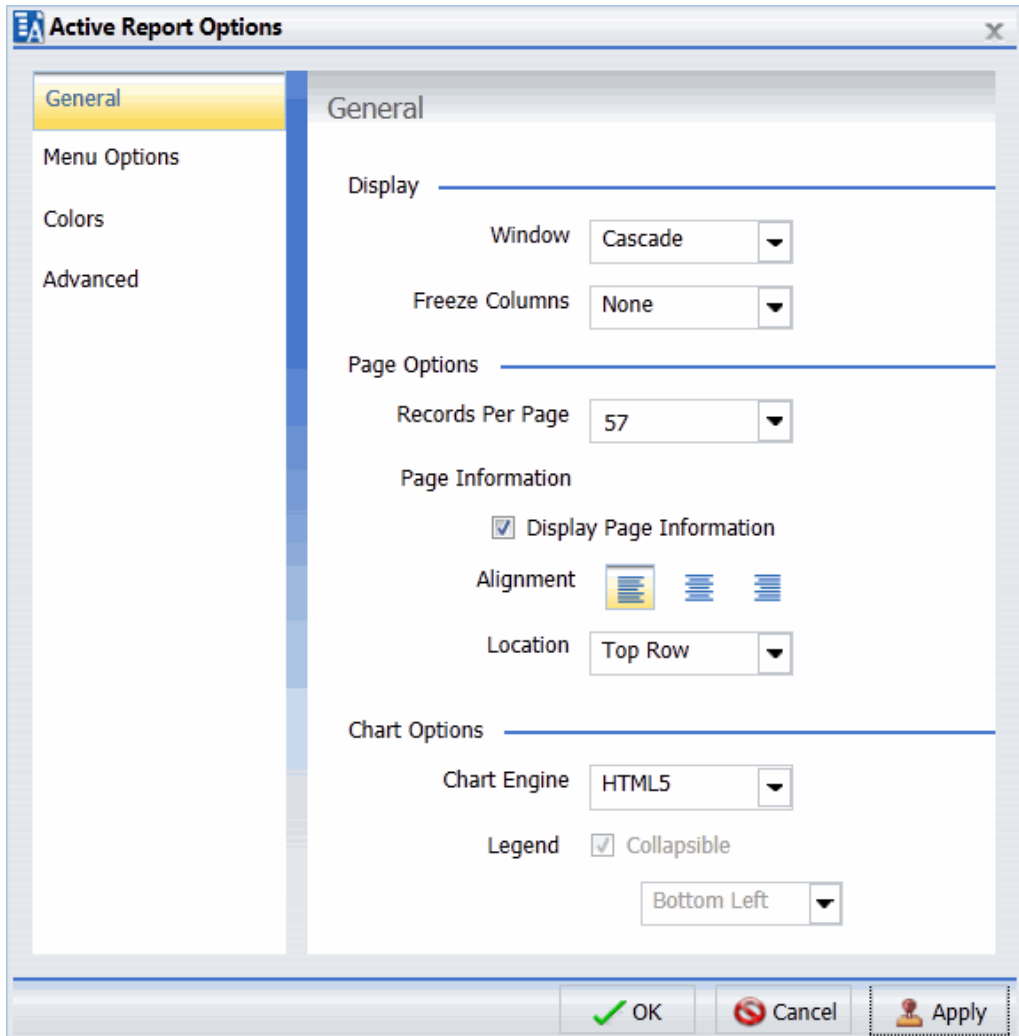 Active Report Options
General
Menu Options
Colors
Advanced
General
Display
Window Cascade
Freeze Columns None
Page Options
Records Per Page 57
Page Information
Display Page Information
Alignment
Location Top Row
Chart Options
Chart Engine HTML5
Legend Collapsible
Bottom Left
OK Cancel Apply